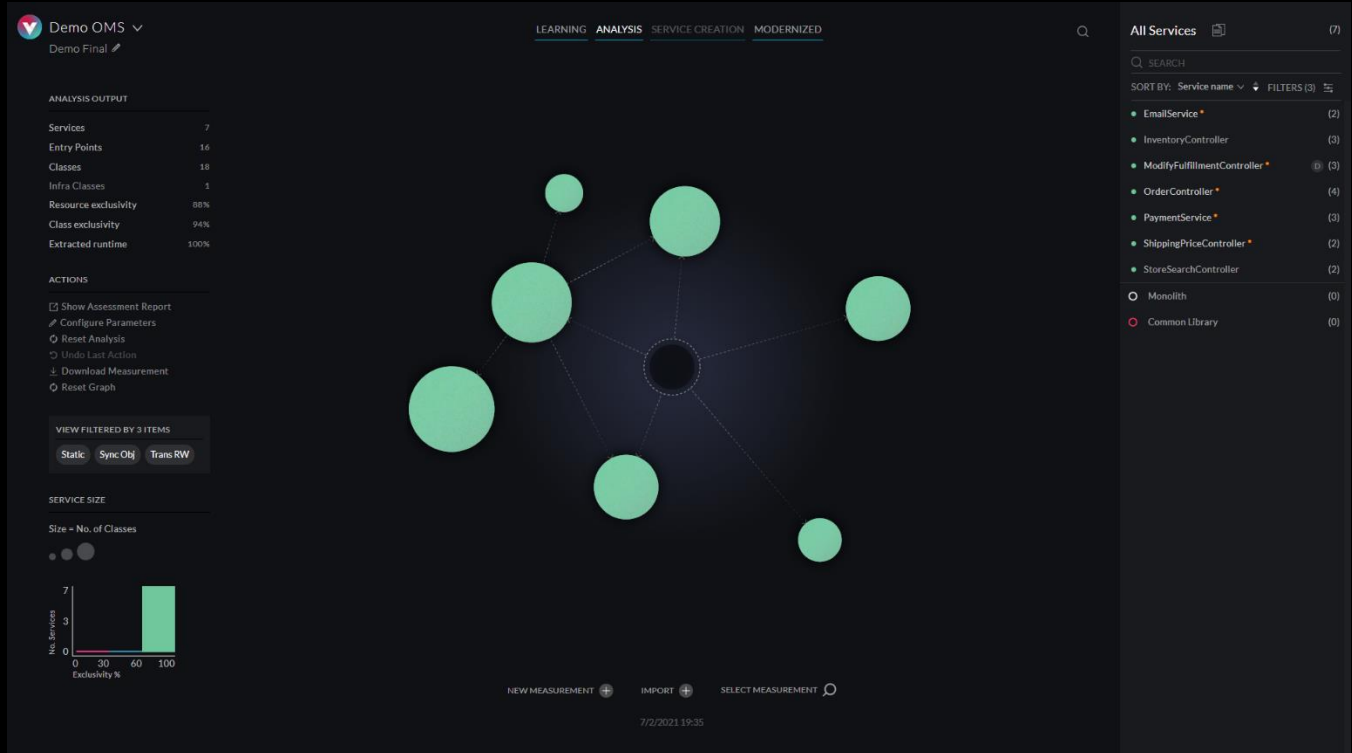 Demo OMS
Demo Final
LEARNING ANALYSIS SERVICE CREATION MODERNIZED
ANALYSIS OUTPUT
Services 7
Entry Points 16
Classes 18
Infra Classes 1
Resource exclusivity 88%
Class exclusivity 94%
Extracted runtime 100%
ACTIONS
Show Assessment Report
Configure Parameters
Reset Analysis
Undo Last Action
Download Measurement
Reset Graph
VIEW FILTERED BY 3 ITEMS
Static Sync Obj Trans RW
SERVICE SIZE
Size = No. of Classes
No. Services
7
3
0
0 30 60 100
Exclusivity %
NEW MEASUREMENT IMPORT SELECT MEASUREMENT
7/2/2021 19:35
All Services (7)
SEARCH
SORT BY: Service name FILTERS (3)
EmailService (2)
InventoryController (3)
ModifyFulfillmentController D (3)
OrderController (4)
PaymentService (3)
ShippingPriceController (2)
StoreSearchController (2)
Monolith (0)
Common Library (0)